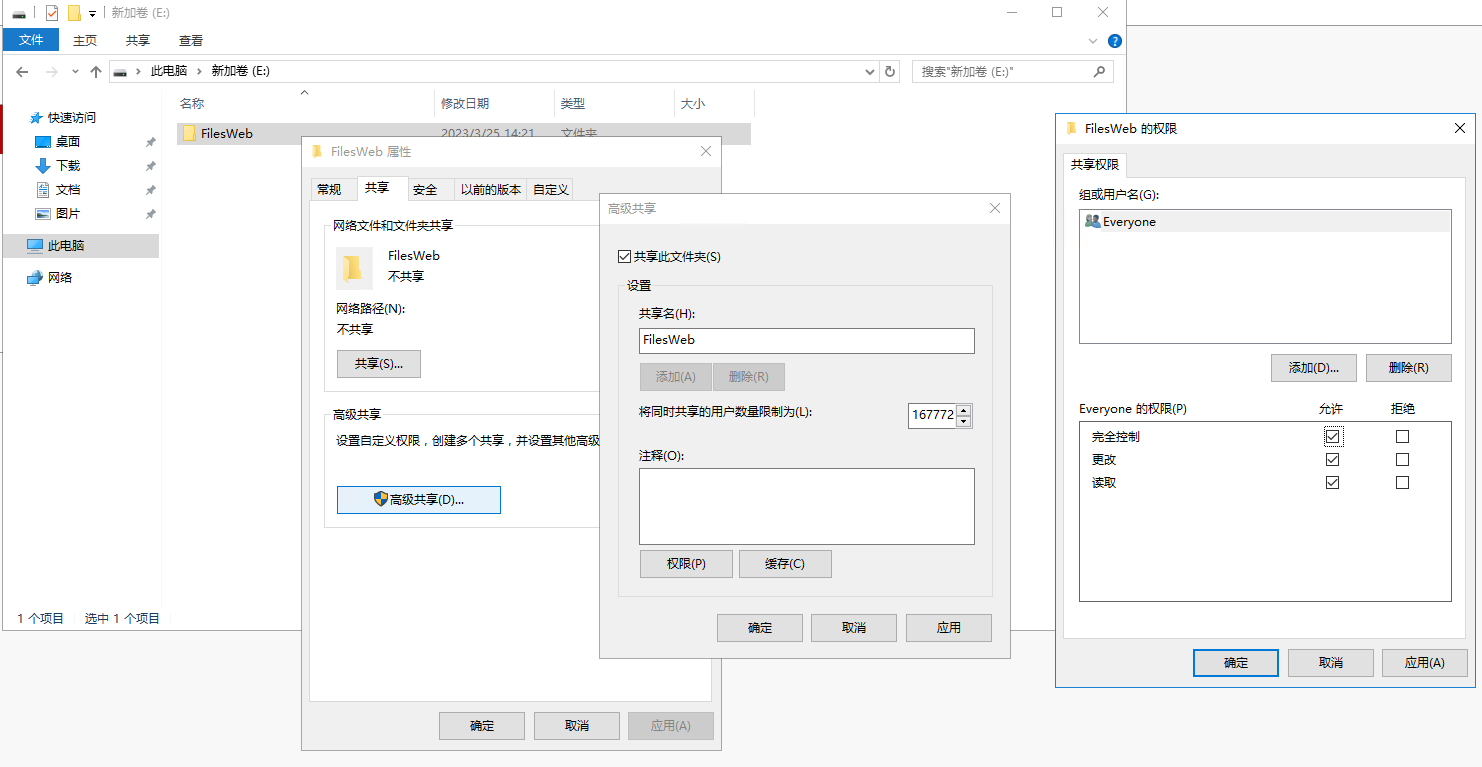 新加卷 (E:)
文件 主页 共享 查看
此电脑 新加卷 (E:)
搜索"新加卷 (E:)"
快速访问
桌面
下载
文档
图片
此电脑
网络
名称 修改日期 类型 大小
FilesWeb 2023/3/25 14:21 文件夹
1 个项目 选中 1 个项目
FilesWeb 属性
常规 共享 安全 以前的版本 自定义
网络文件和文件夹共享
FilesWeb
不共享
网络路径(N):
不共享
共享(S)...
高级共享
设置自定义权限，创建多个共享，并设置其他高级
高级共享(D)...
确定 取消 应用(A)
高级共享
共享此文件夹(S)
设置
共享名(H):
FilesWeb
添加(A) 删除(R)
将同时共享的用户数量限制为(L):
167772
注释(O):
权限(P) 缓存(C)
确定 取消 应用
FilesWeb 的权限
共享权限
组或用户名(G):
Everyone
添加(D)... 删除(R)
Everyone 的权限(P) 允许 拒绝
完全控制
更改
读取
确定 取消 应用(A)